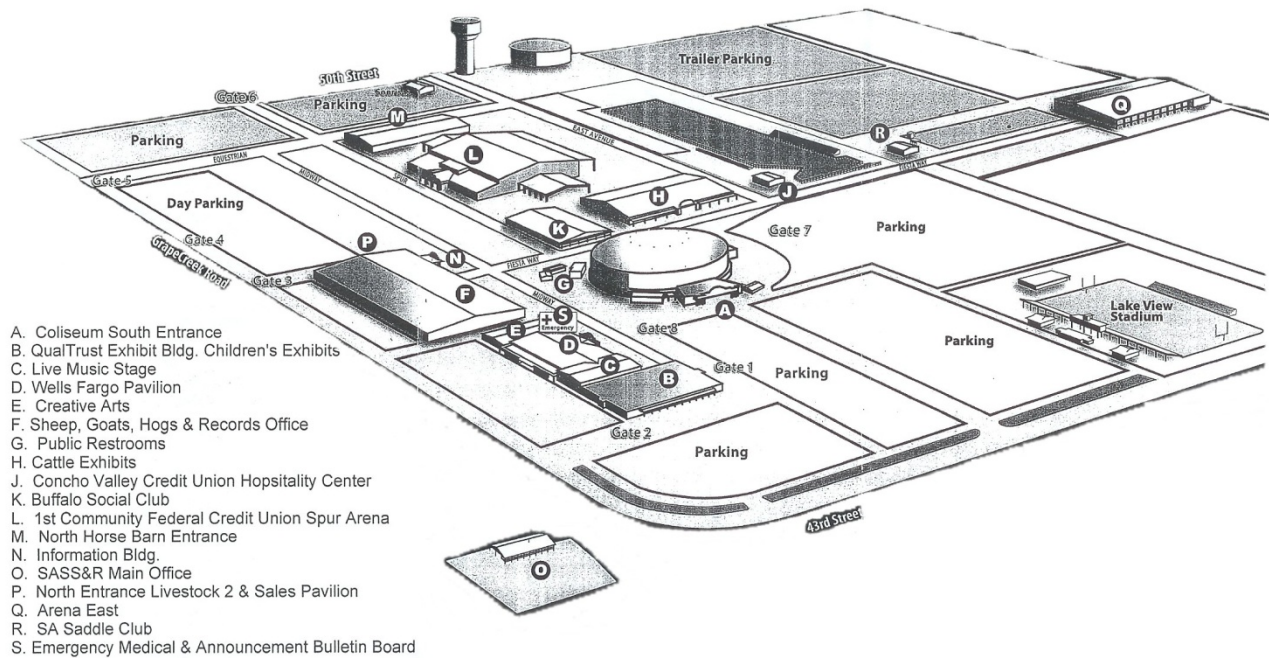 50th Street
Gate 6
Parking
Trailer Parking
Parking
M
Q
EAST AVENUE
R
L
EQUESTRIAN
FIESTA WAY
MIDWAY
SPUR
Gate 5
J
H
Day Parking
Parking
K
Gate 7
Gate 4
P
GrapeCreek Road
N
FIESTA WAY
Gate 3
G
F
MIDWAY
Lake View
Stadium
A
S
Emergency
E
Gate 8
D
Parking
C
Gate 1
B
Parking
Gate 2
Parking
43rd Street
O
A. Coliseum South Entrance
B. QualTrust Exhibit Bldg. Children's Exhibits
C. Live Music Stage
D. Wells Fargo Pavilion
E. Creative Arts
F. Sheep, Goats, Hogs & Records Office
G. Public Restrooms
H. Cattle Exhibits
J. Concho Valley Credit Union Hopsitality Center
K. Buffalo Social Club
L. 1st Community Federal Credit Union Spur Arena
M. North Horse Barn Entrance
N. Information Bldg.
O. SASS&R Main Office
P. North Entrance Livestock 2 & Sales Pavilion
Q. Arena East
R. SA Saddle Club
S. Emergency Medical & Announcement Bulletin Board